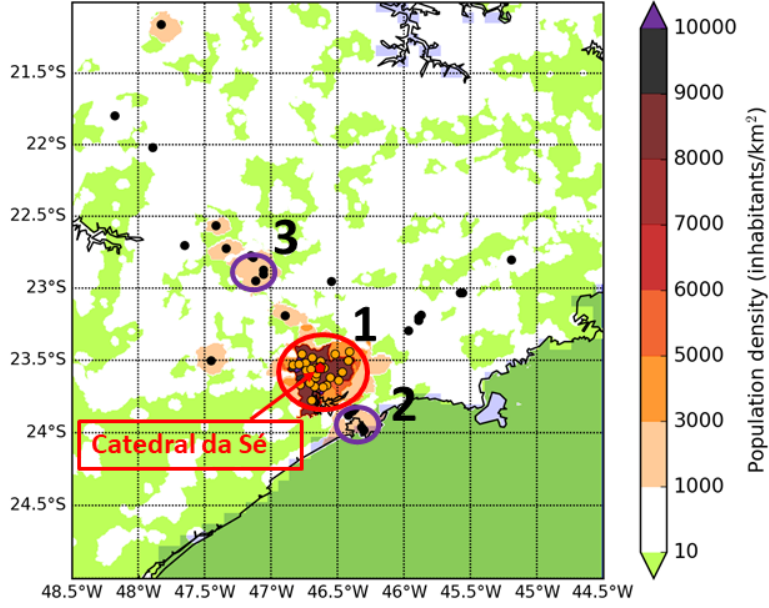 10000
9000
8000
7000
6000
5000
3000
1000
10
Population density (inhabitants/km²)
21.5°S
22°S
22.5°S
23°S
23.5°S
24°S
24.5°S
3
1
2
Catedral da Sé
48.5°W 48°W 47.5°W 47°W 46.5°W 46°W 45.5°W 45°W 44.5°W